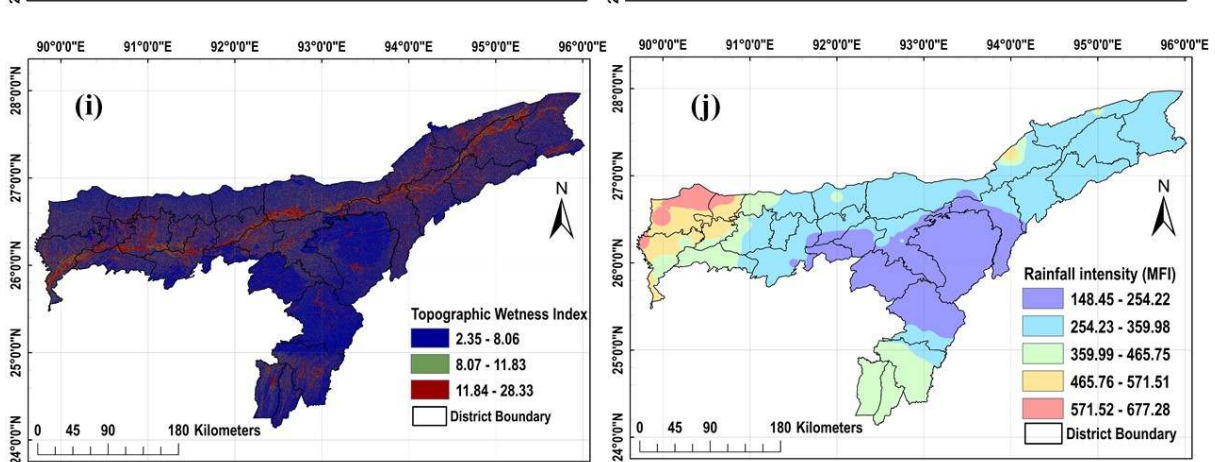 90°0'0"E 91°0'0"E 92°0'0"E 93°0'0"E 94°0'0"E 95°0'0"E 96°0'0"E
28°0'0"N
27°0'0"N
26°0'0"N
25°0'0"N
24°0'0"N
(i)
N
Topographic Wetness Index
2.35 - 8.06
8.07 - 11.83
11.84 - 28.33
District Boundary
0 45 90 180 Kilometers
90°0'0"E 91°0'0"E 92°0'0"E 93°0'0"E 94°0'0"E 95°0'0"E 96°0'0"E
28°0'0"N
27°0'0"N
26°0'0"N
25°0'0"N
24°0'0"N
(j)
N
Rainfall intensity (MFI)
148.45 - 254.22
254.23 - 359.98
359.99 - 465.75
465.76 - 571.51
571.52 - 677.28
District Boundary
0 45 90 180 Kilometers